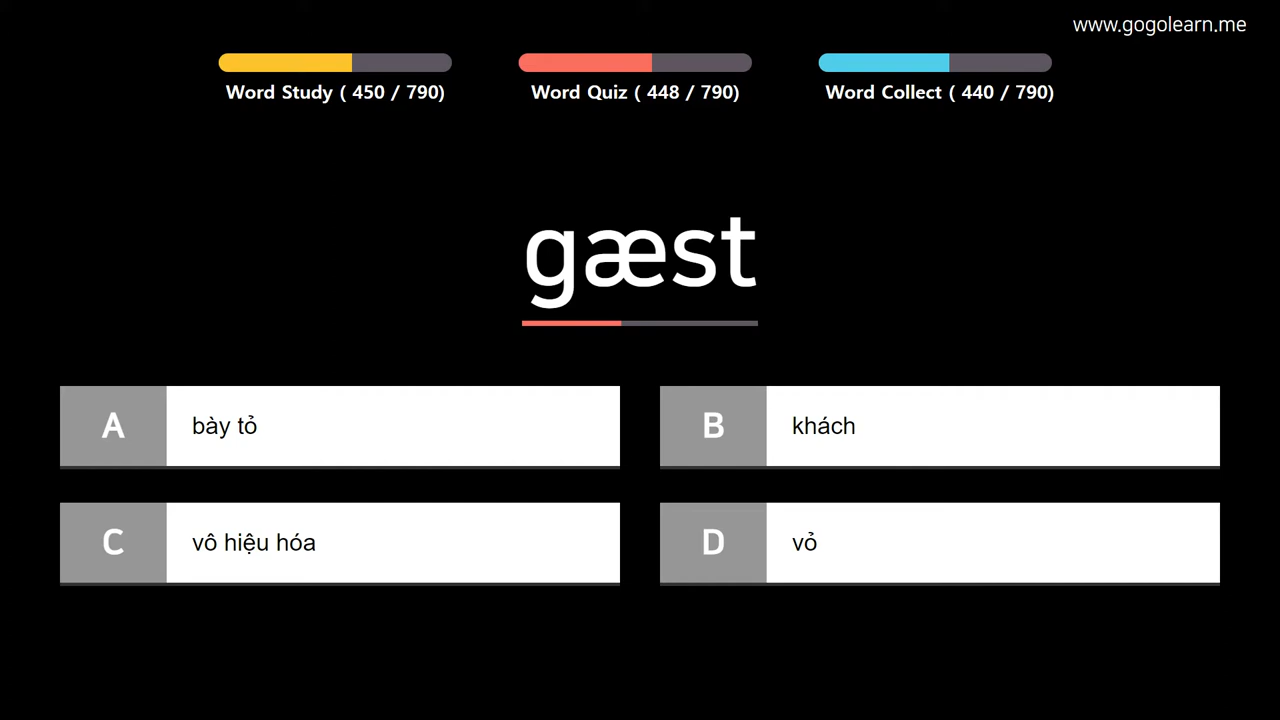 www.gogolearn.me
Word Study ( 450 / 790)
Word Quiz ( 448 / 790)
Word Collect ( 440 / 790)
gæst
A bày tỏ
B khách
C vô hiệu hóa
D vỏ